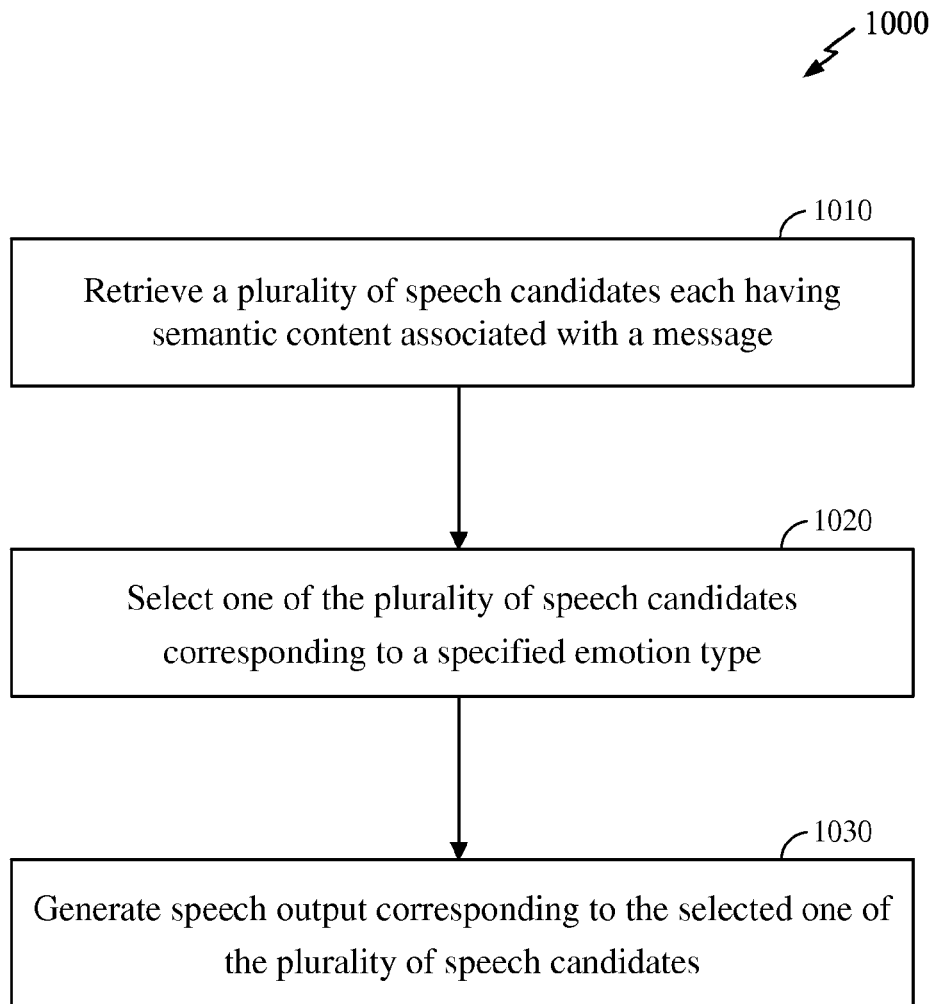 1000
1010
Retrieve a plurality of speech candidates each having
semantic content associated with a message
1020
Select one of the plurality of speech candidates
corresponding to a specified emotion type
1030
Generate speech output corresponding to the selected one of
the plurality of speech candidates